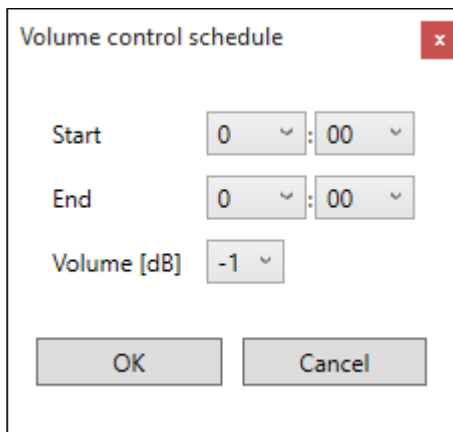 Volume control schedule x
Start 0 : 00
End 0 : 00
Volume [dB] -1
OK Cancel